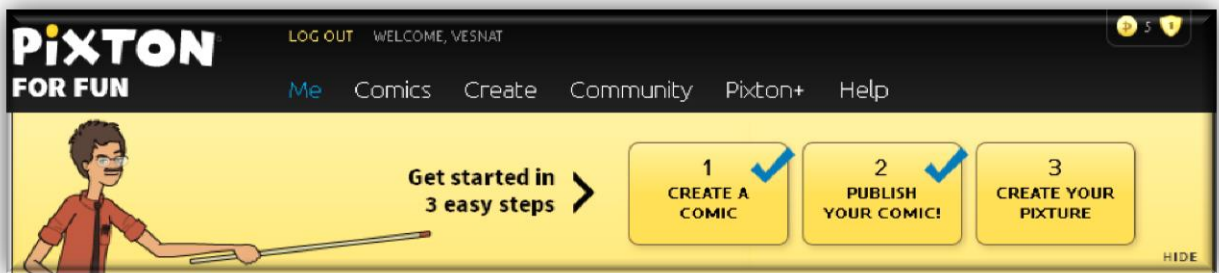 PiXTON
FOR FUN
LOG OUT WELCOME, VESNAT
5
Me Comics Create Community Pixton+ Help
Get started in
3 easy steps
1
CREATE A
COMIC
2
PUBLISH
YOUR COMIC!
3
CREATE YOUR
PIXTURE
HIDE